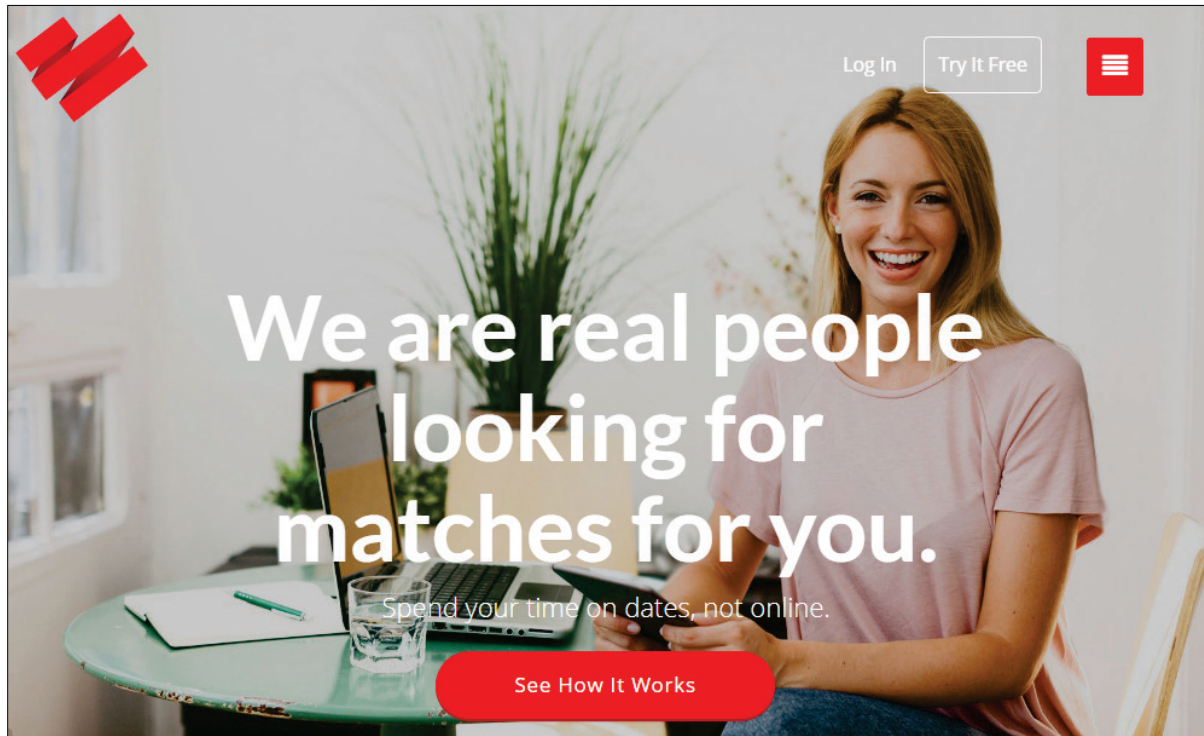 Log In
Try It Free
We are real people
looking for
matches for you.
Spend your time on dates, not online.
See How It Works